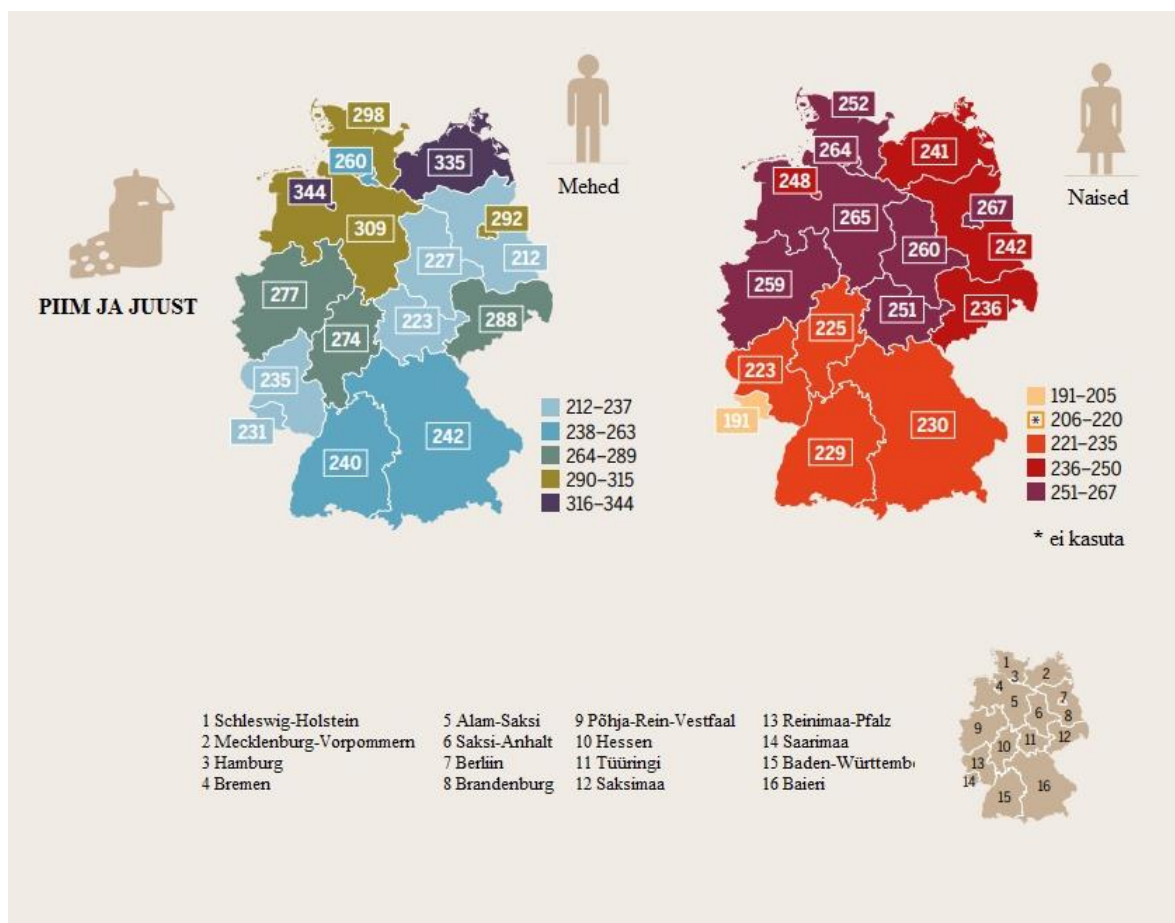 Mehed
Naised
PIIM JA JUUST
298
260
335
344
309
292
227
212
277
223
288
274
235
231
240
242
212–237
238–263
264–289
290–315
316–344
252
264
241
248
267
265
260
242
259
251
236
225
223
191
229
230
191–205
* 206–220
221–235
236–250
251–267
* ei kasuta
1 Schleswig-Holstein
2 Mecklenburg-Vorpommern
3 Hamburg
4 Bremen
5 Alam-Saksi
6 Saksi-Anhalt
7 Berliin
8 Brandenburg
9 Põhja-Rein-Vestfaal
10 Hessen
11 Tüüringi
12 Saksimaa
13 Reinimaa-Pfalz
14 Saarimaa
15 Baden-Württembe
16 Baieri
1
2
3
4
5
6
7
8
9
10
11
12
13
14
15
16